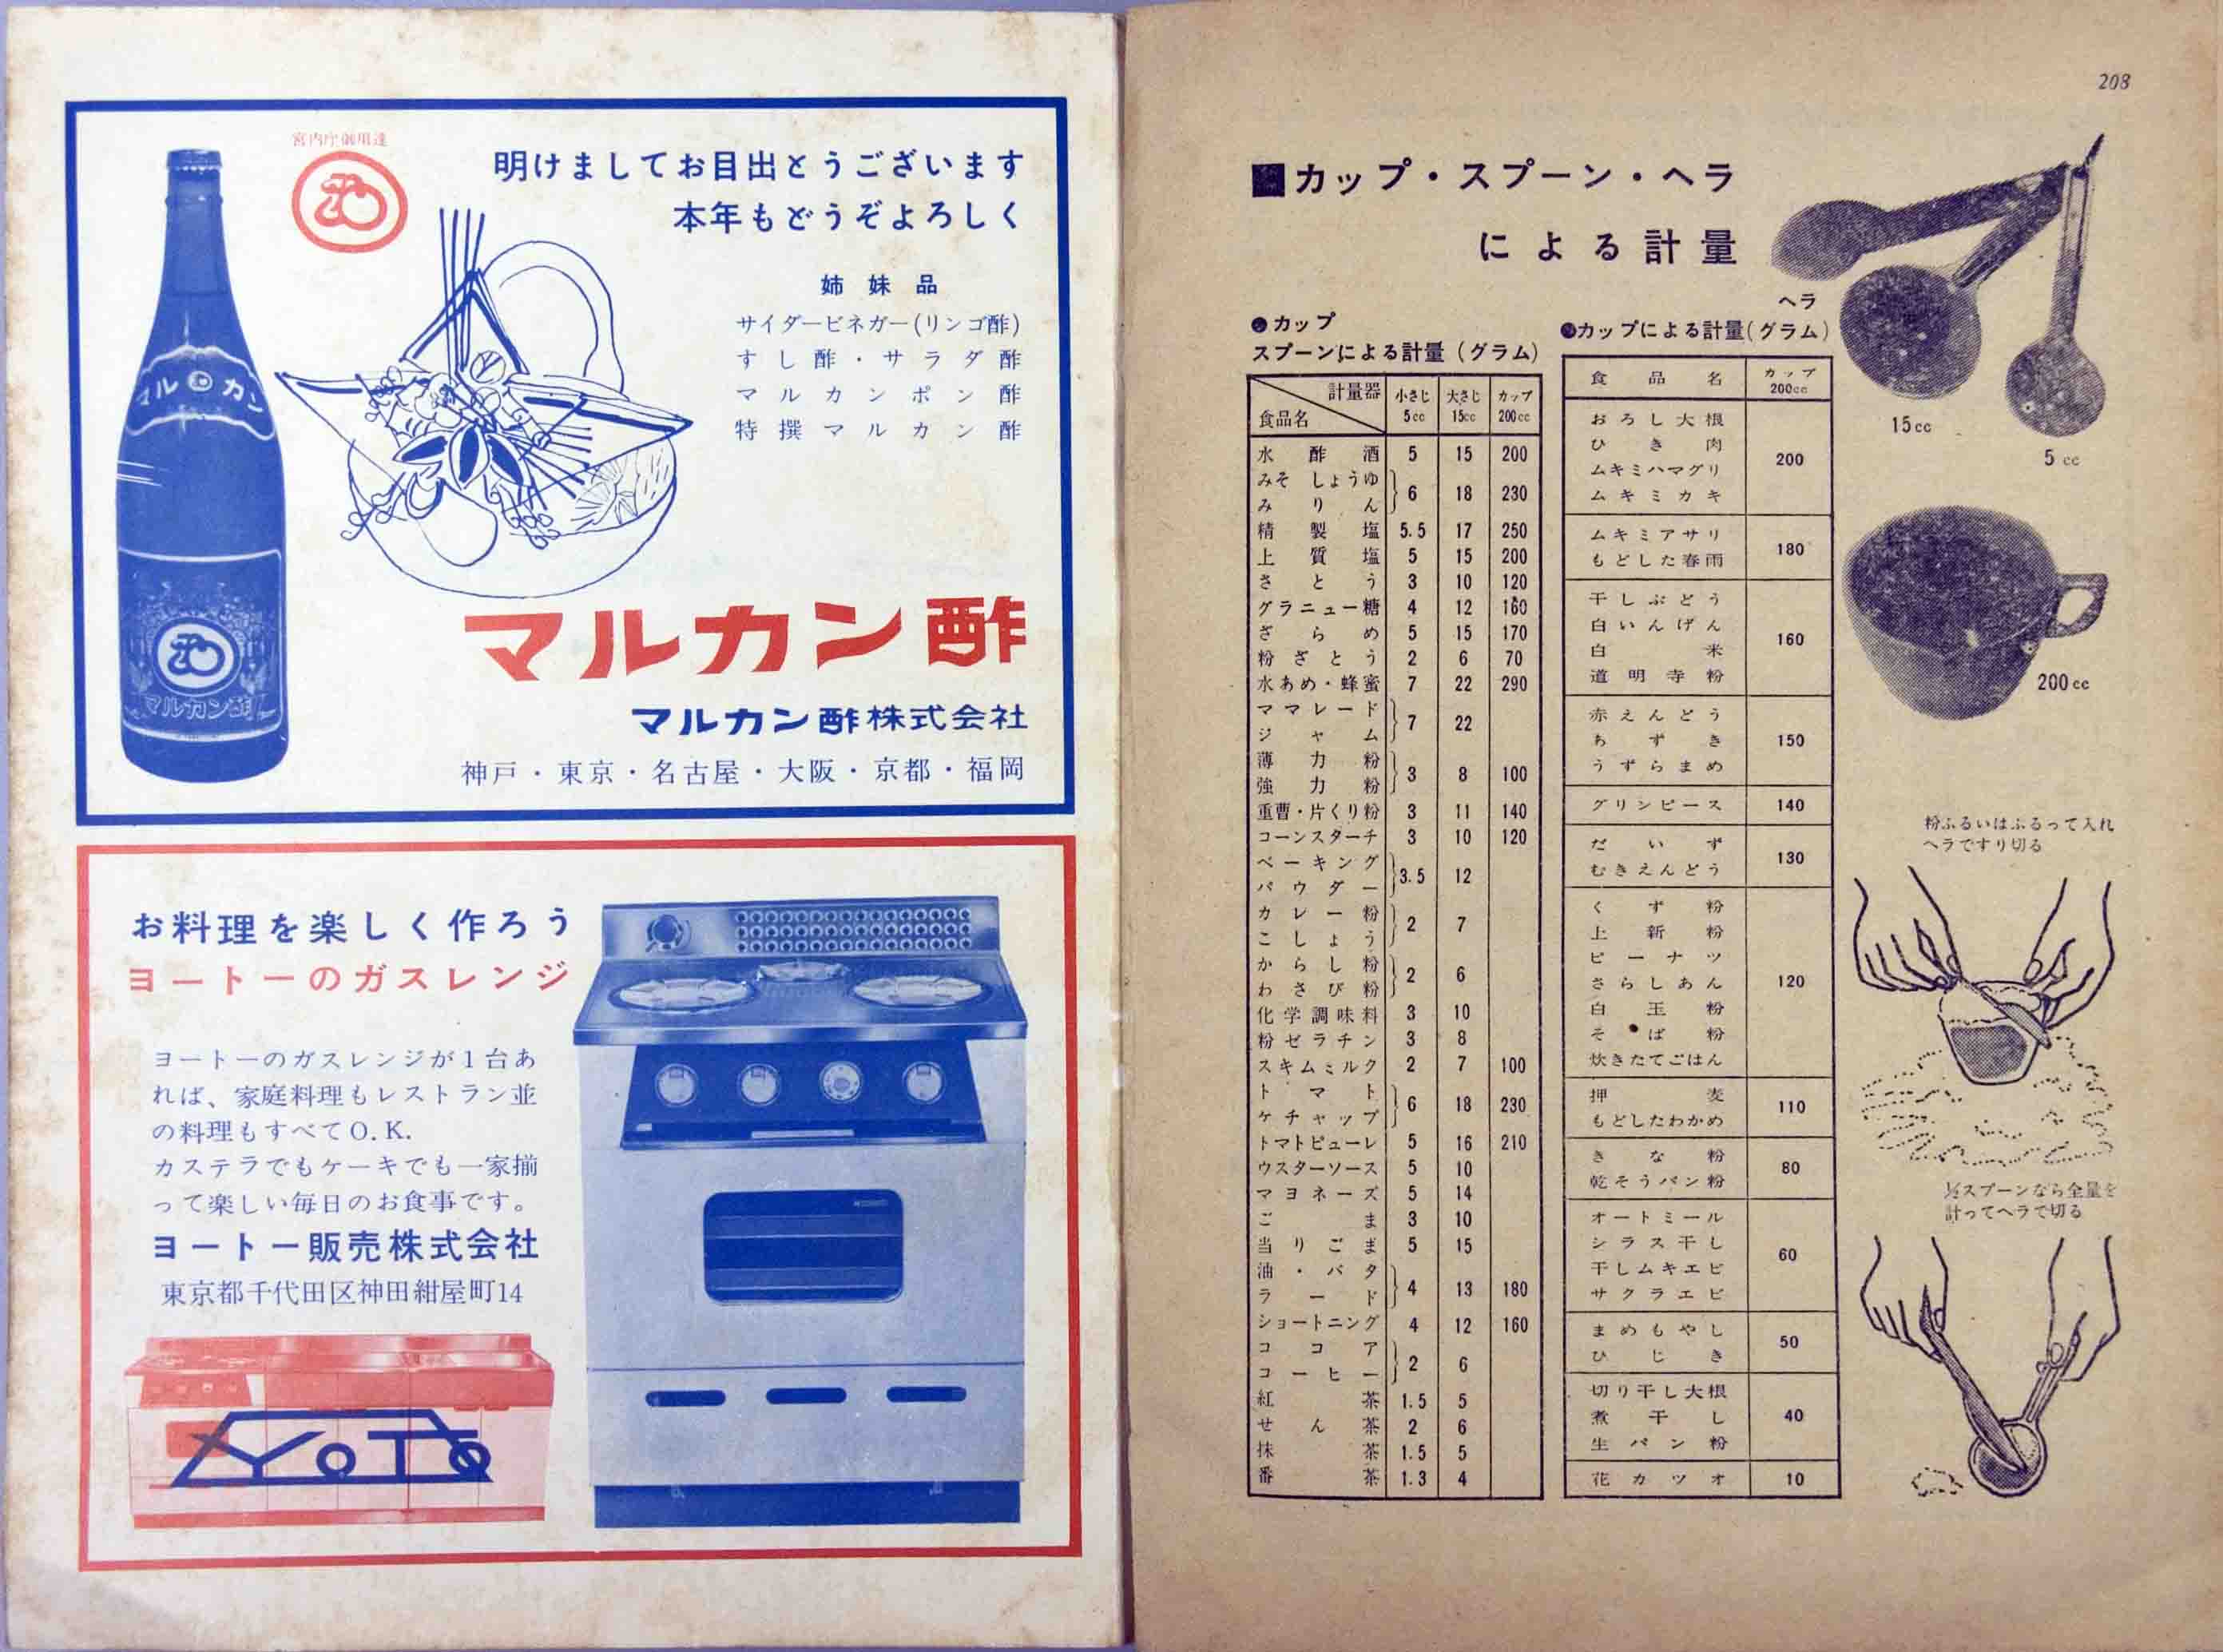 宮内庁御用達
明けましてお目出とうございます
本年もどうぞよろしく
姉妹品
サイダービネガー(リンゴ酢)
すし酢・サラダ酢
マルカンポン酢
特撰マルカン酢
マルカン
マルカン酢
マルカン酢
マルカン酢株式会社
神戸・東京・名古屋・大阪・京都・福岡
お料理を楽しく作ろう
ヨートーのガスレンジ
ヨートーのガスレンジが1台あ
れば、家庭料理もレストラン並
の料理もすべてO.K.
カステラでもケーキでも一家揃
って楽しい毎日のお食事です。
ヨートー販売株式会社
東京都千代田区神田紺屋町14
YOTO
208
■カップ・スプーン・ヘラ
による計量
●カップ
スプーンによる計量(グラム)
計量器 小さじ 大さじ カップ
食品名 5cc 15cc 200cc
水酢酒 5 15 200
みそ しょうゆ
みりん 6 18 230
精製塩 5.5 17 250
上質塩 5 15 200
さとう 3 10 120
グラニュー糖 4 12 160
ざらめ 5 15 170
粉ざとう 2 6 70
水あめ・蜂蜜 7 22 290
ママレード
ジャム 7 22
薄力粉
強力粉 3 8 100
重曹・片くり粉 3 11 140
コーンスターチ 3 10 120
ベーキング
パウダー 3.5 12
カレー粉
こしょう 2 7
からし粉
わさび粉 2 6
化学調味料 3 10
粉ゼラチン 3 8
スキムミルク 2 7 100
トマト
ケチャップ 6 18 230
トマトピューレ 5 16 210
ウスターソース 5 10
マヨネーズ 5 14
ごま 3 10
当りごま 5 15
油・バタ
ラード 4 13 180
ショートニング 4 12 160
ココア
コーヒー 2 6
紅茶 1.5 5
せん茶 2 6
抹茶 1.5 5
番茶 1.3 4
●カップによる計量(グラム)
食品名 カップ
200cc
おろし大根
ひき肉
ムキミハマグリ
ムキミカキ
200
ムキミアサリ
もどした春雨
180
干しぶどう
白いんげん
白米
道明寺粉
160
赤えんどう
あずき
うずらまめ
150
グリンピース 140
だいず
むきえんどう
130
くず粉
上新粉
ピーナツ
さらしあん
白玉粉
そば粉
炊きたてごはん
120
押麦
もどしたわかめ
110
きな粉
乾そうパン粉
80
オートミール
シラス干し
干しムキエビ
サクラエビ
60
まめもやし
ひじき
50
切り干し大根
煮干し
生パン粉
40
花カツオ 10
ヘラ
15cc
5cc
200cc
粉ふるいはふるって入れ
ヘラですり切る
½スプーンなら全量を
計ってヘラで切る